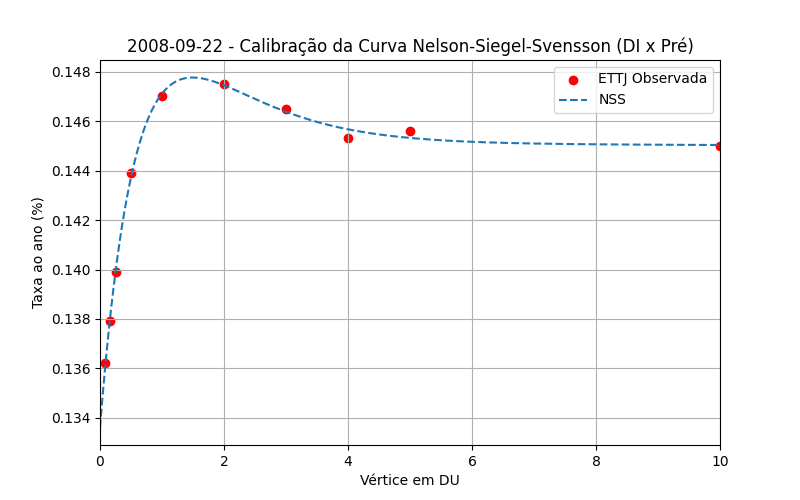 2008-09-22 - Calibração da Curva Nelson-Siegel-Svensson (DI x Pré)
ETTJ Observada
NSS
Taxa ao ano (%)
0.148
0.146
0.144
0.142
0.140
0.138
0.136
0.134
0 2 4 6 8 10
Vértice em DU